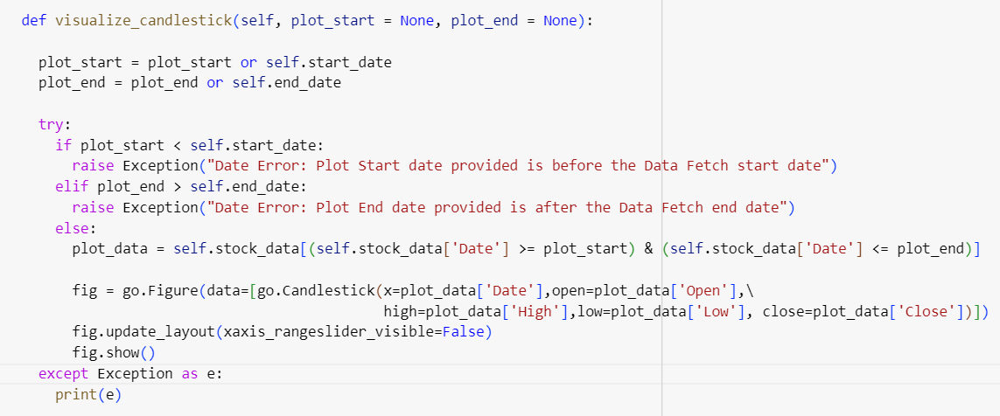 def visualize_candlestick(self, plot_start = None, plot_end = None):
plot_start = plot_start or self.start_date
plot_end = plot_end or self.end_date
try:
if plot_start < self.start_date:
raise Exception("Date Error: Plot Start date provided is before the Data Fetch start date")
elif plot_end > self.end_date:
raise Exception("Date Error: Plot End date provided is after the Data Fetch end date")
else:
plot_data = self.stock_data[(self.stock_data['Date'] >= plot_start) & (self.stock_data['Date'] <= plot_end)]
fig = go.Figure(data=[go.Candlestick(x=plot_data['Date'],open=plot_data['Open'],\
high=plot_data['High'],low=plot_data['Low'], close=plot_data['Close'])])
fig.update_layout(xaxis_rangeslider_visible=False)
fig.show()
except Exception as e:
print(e)